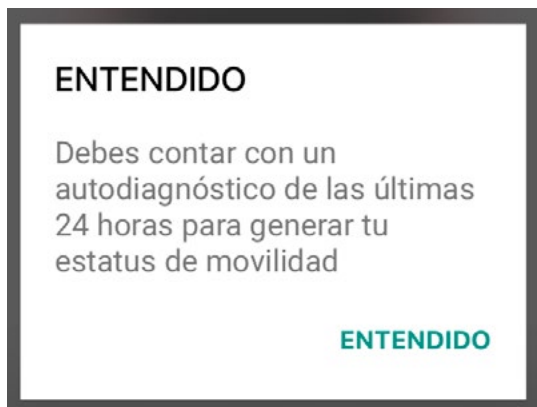 ENTENDIDO
Debes contar con un
autodiagnóstico de las últimas
24 horas para generar tu
estatus de movilidad
ENTENDIDO